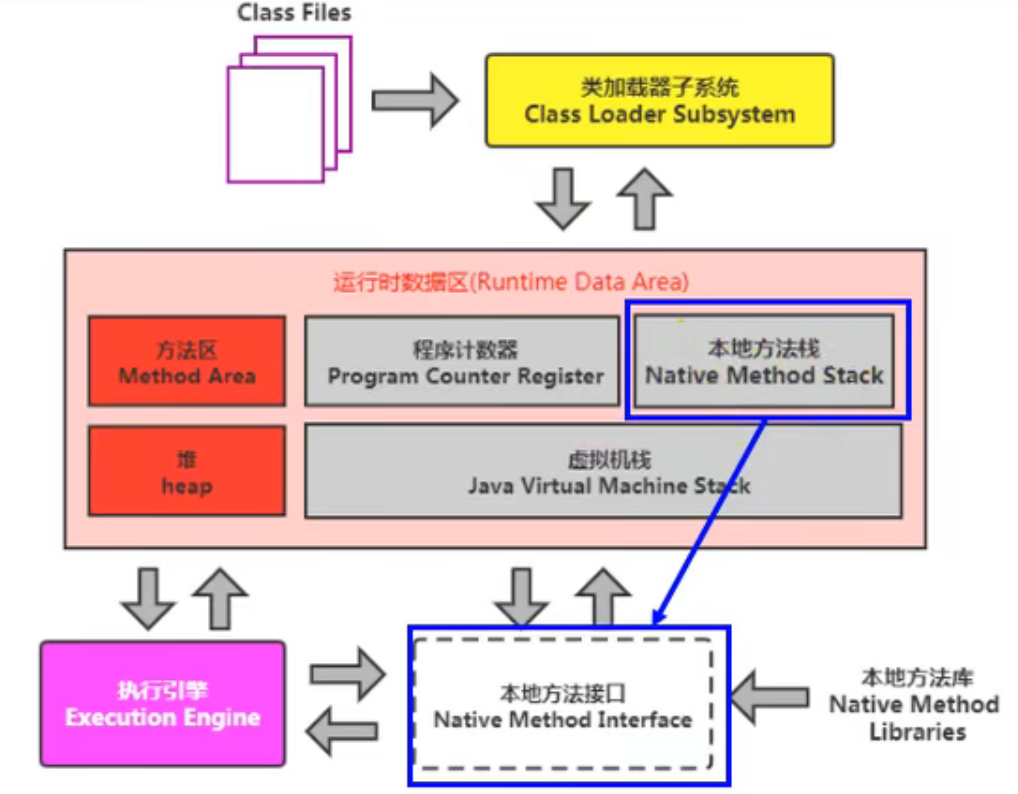 Class Files
类加载器子系统
Class Loader Subsystem
运行时数据区(Runtime Data Area)
方法区
Method Area
程序计数器
Program Counter Register
本地方法栈
Native Method Stack
堆
heap
虚拟机栈
Java Virtual Machine Stack
执行引擎
Execution Engine
本地方法接口
Native Method Interface
本地方法库
Native Method
Libraries